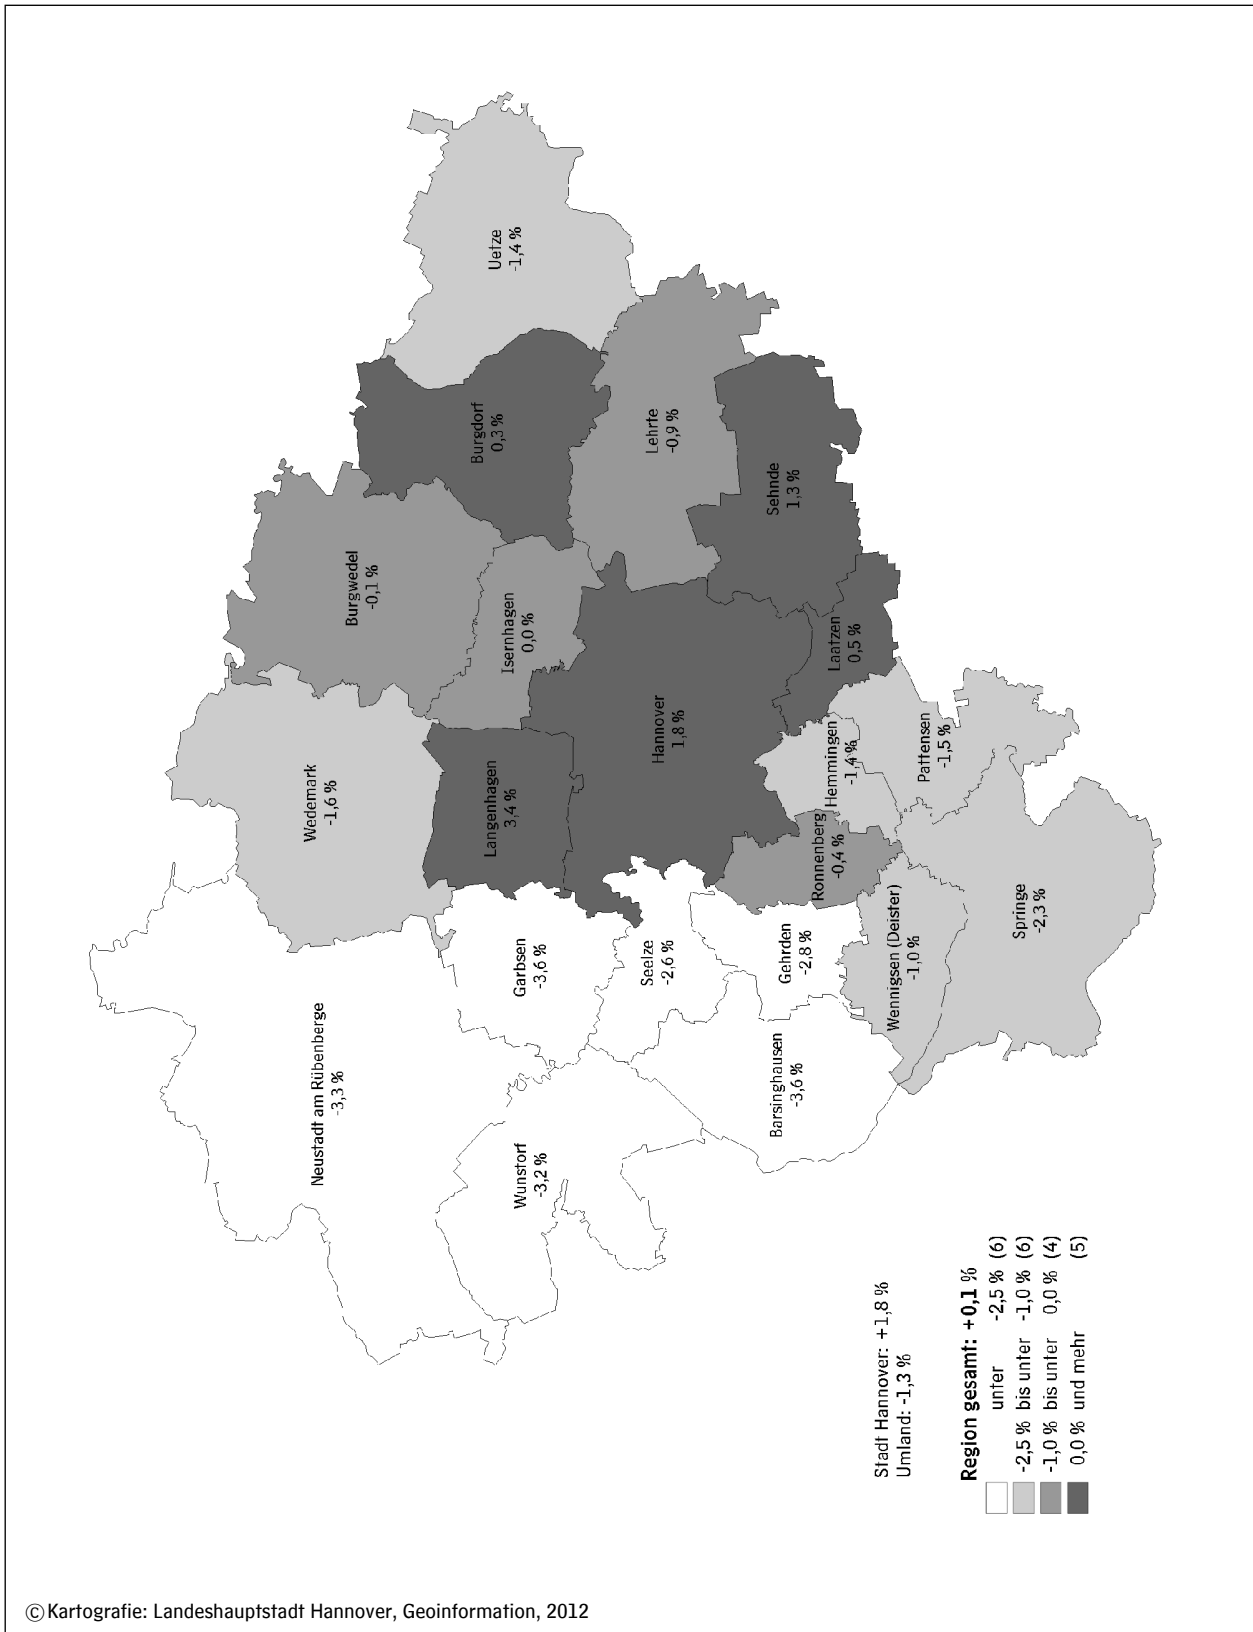 Neustadt am Rübenberge
-3,3 %
Wedemark
-1,6 %
Burgwedel
-0,1 %
Wunstorf
-3,2 %
Garbsen
-3,6 %
Langenhagen
3,4 %
Isernhagen
0,0 %
Burgdorf
0,3 %
Uetze
-1,4 %
Seelze
-2,6 %
Hannover
1,8 %
Lehrte
-0,9 %
Barsinghausen
-3,6 %
Gehrden
-2,8 %
Ronnenberg
-0,4 %
Hemmingen
-1,4 %
Laatzen
0,5 %
Sehnde
1,3 %
Wennigsen (Deister)
-1,0 %
Pattensen
-1,5 %
Springe
-2,3 %
Stadt Hannover: +1,8 %
Umland: -1,3 %
Region gesamt: +0,1 %
unter -2,5 % (6)
-2,5 % bis unter -1,0 % (6)
-1,0 % bis unter 0,0 % (4)
0,0 % und mehr (5)
© Kartografie: Landeshauptstadt Hannover, Geoinformation, 2012